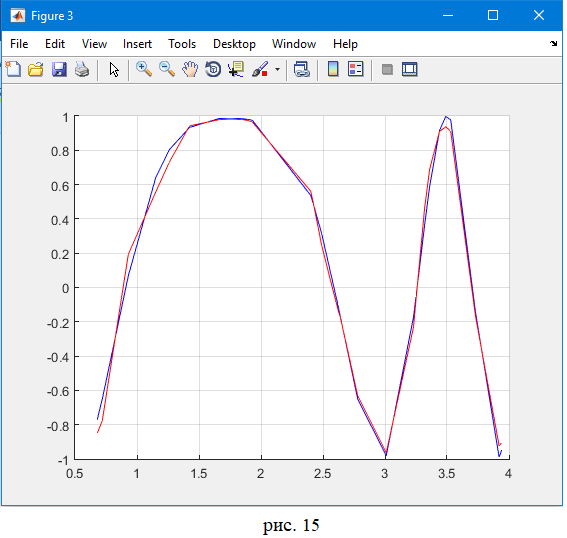 Figure 3
File Edit View Insert Tools Desktop Window Help
1
0.8
0.6
0.4
0.2
0
-0.2
-0.4
-0.6
-0.8
-1
0.5 1 1.5 2 2.5 3 3.5 4
рис. 15